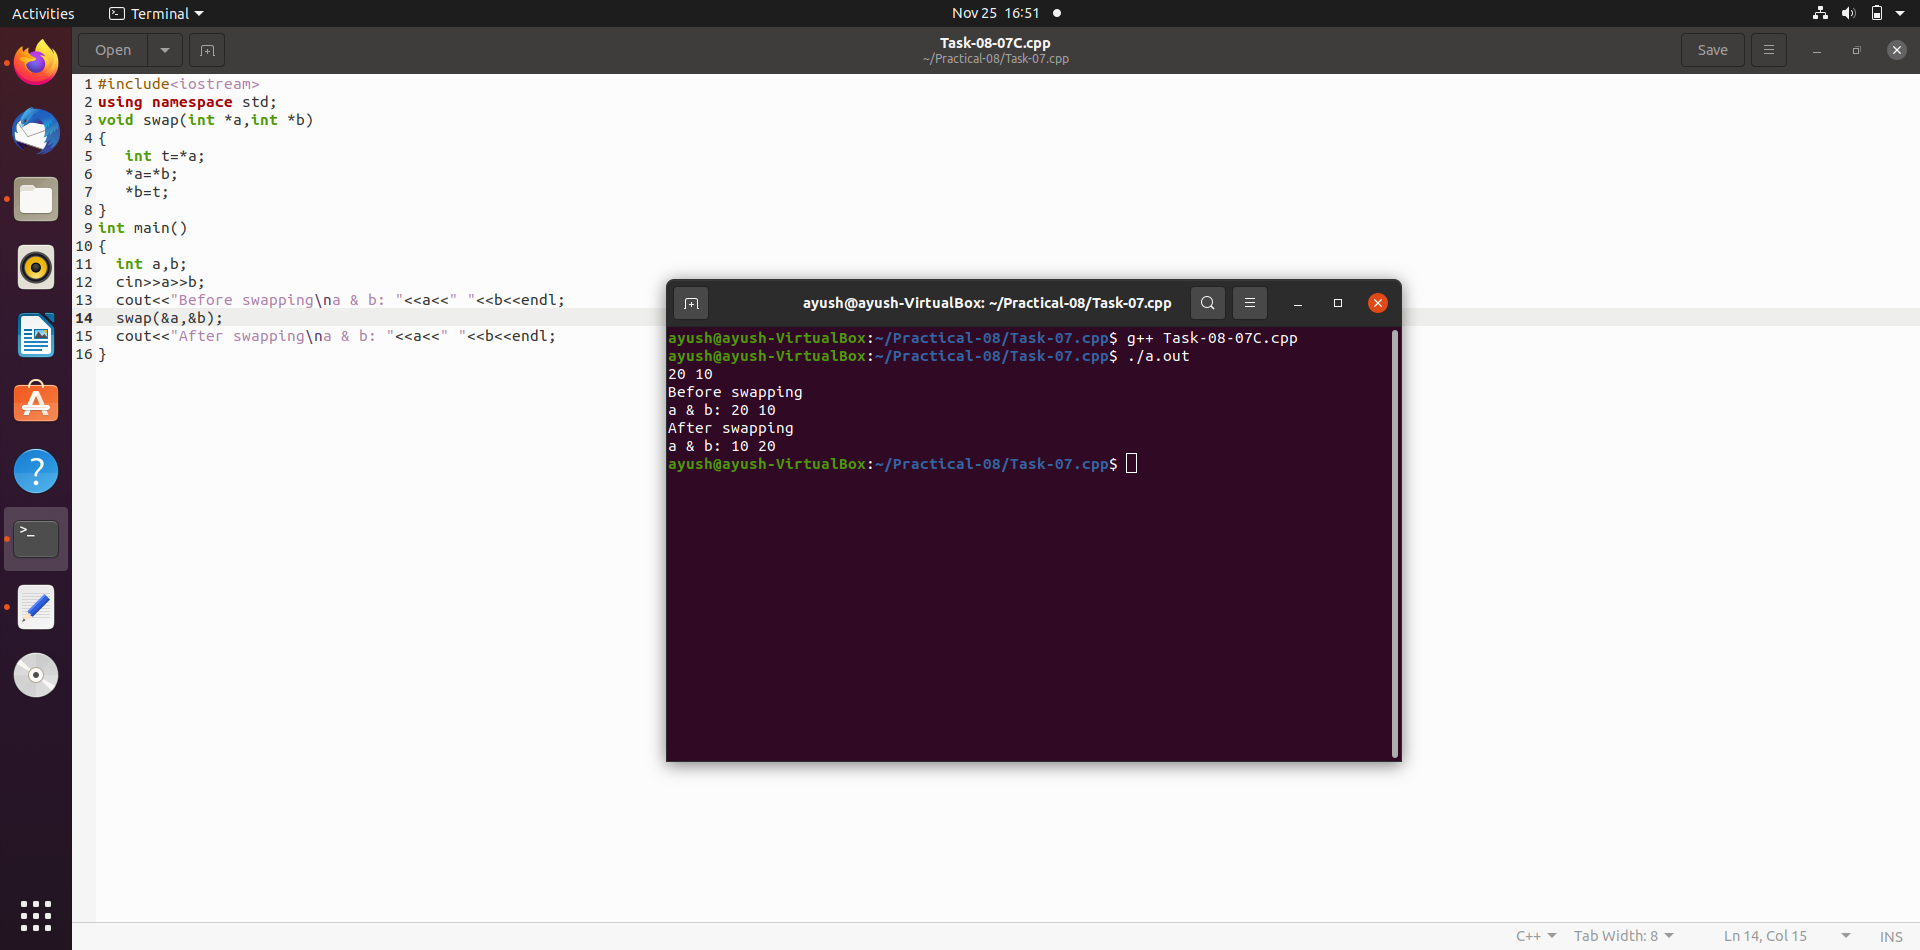 Activities
Terminal
Nov 25 16:51
Open
Task-08-07C.cpp
~/Practical-08/Task-07.cpp
Save
1 #include<iostream>
2 using namespace std;
3 void swap(int *a,int *b)
4 {
5    int t=*a;
6    *a=*b;
7    *b=t;
8 }
9 int main()
10 {
11   int a,b;
12   cin>>a>>b;
13   cout<<"Before swapping\na & b: "<<a<<" "<<b<<endl;
14   swap(&a,&b);
15   cout<<"After swapping\na & b: "<<a<<" "<<b<<endl;
16 }
ayush@ayush-VirtualBox: ~/Practical-08/Task-07.cpp
ayush@ayush-VirtualBox:~/Practical-08/Task-07.cpp$ g++ Task-08-07C.cpp
ayush@ayush-VirtualBox:~/Practical-08/Task-07.cpp$ ./a.out
20 10
Before swapping
a & b: 20 10
After swapping
a & b: 10 20
ayush@ayush-VirtualBox:~/Practical-08/Task-07.cpp$
C++
Tab Width: 8
Ln 14, Col 15
INS